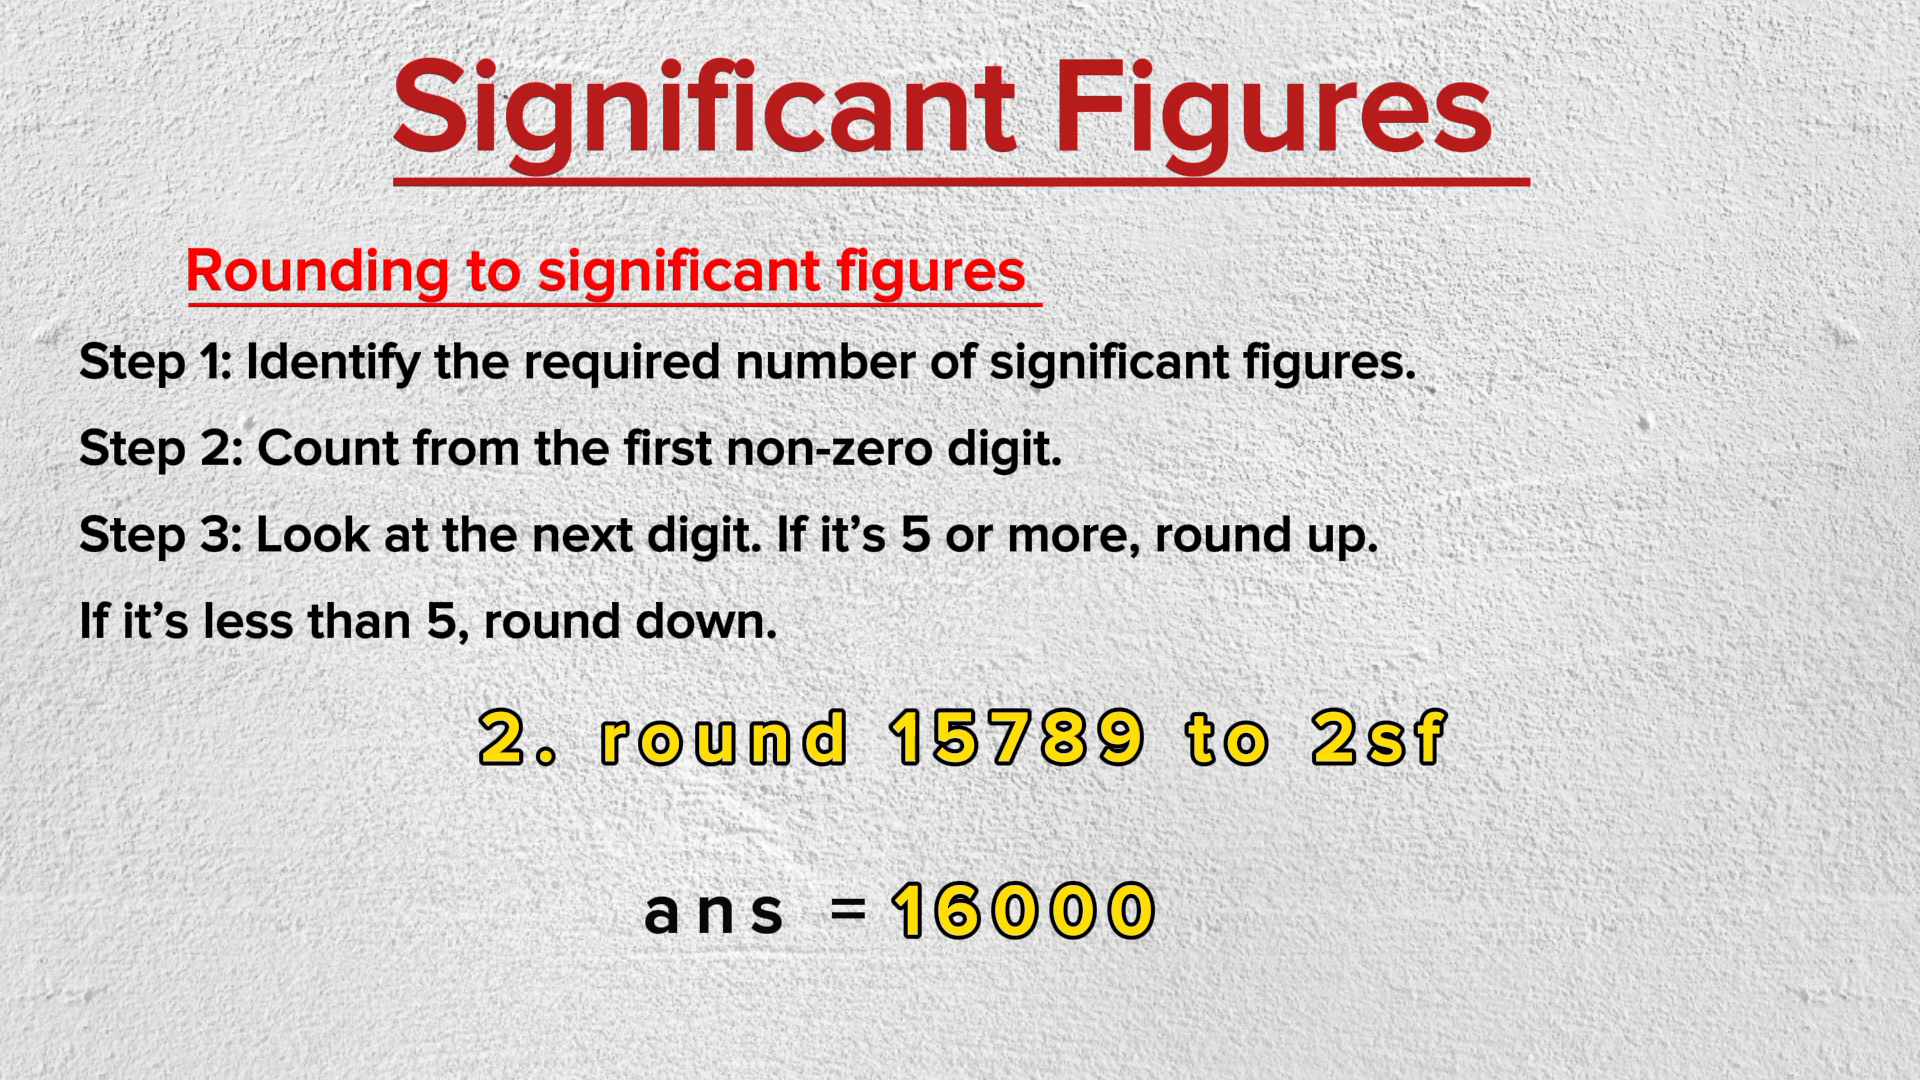 Significant Figures
Rounding to significant figures
Step 1: Identify the required number of significant figures.
Step 2: Count from the first non-zero digit.
Step 3: Look at the next digit. If it’s 5 or more, round up.
If it’s less than 5, round down.
2. round 15789 to 2sf
ans = 16000